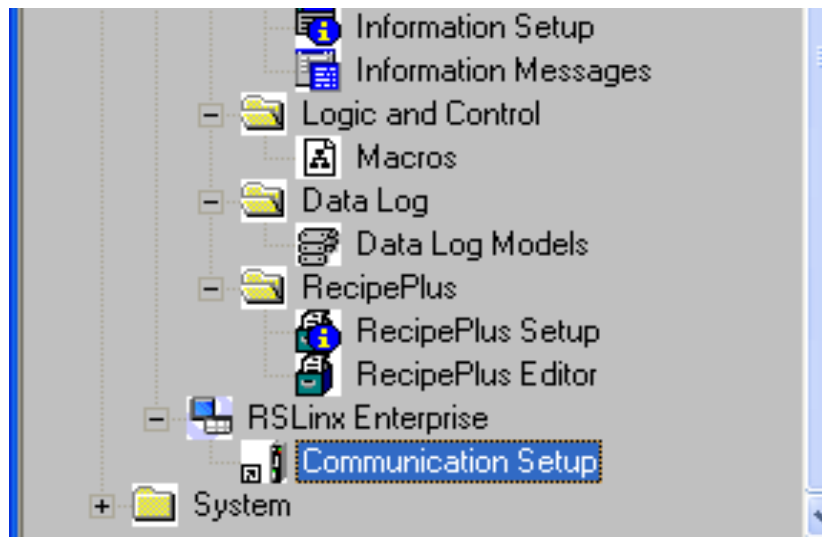 Information Setup
Information Messages
Logic and Control
Macros
Data Log
Data Log Models
RecipePlus
RecipePlus Setup
RecipePlus Editor
RSLinx Enterprise
Communication Setup
System